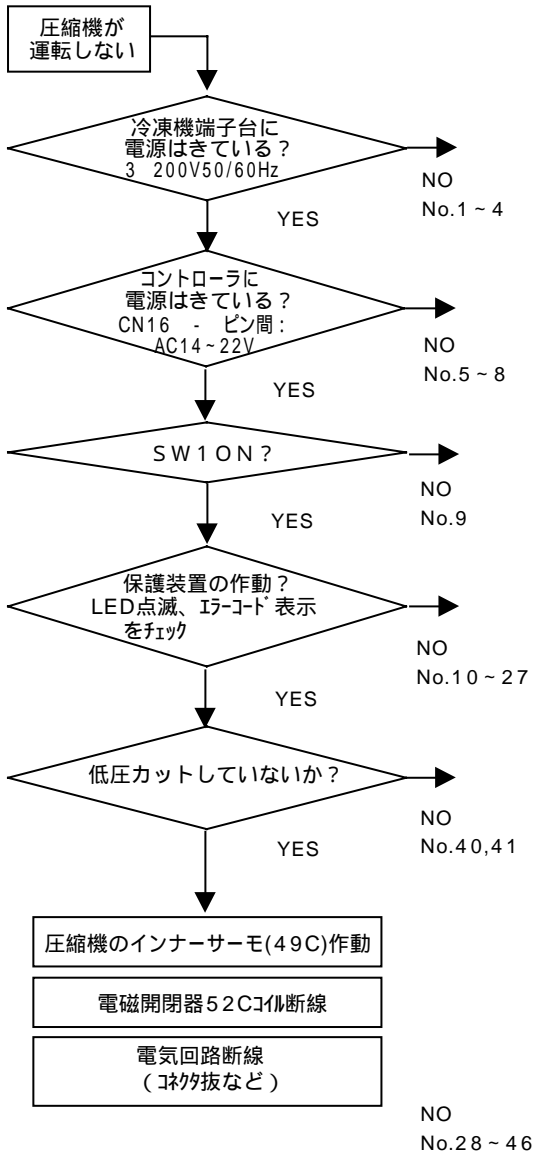 圧縮機が
運転しない
冷凍機端子台に
電源はきている？
3 200V50/60Hz
NO
No.1~4
YES
コントローラに
電源はきている？
CN16 - ピン間:
AC14~22V
NO
No.5~8
YES
SW1ON？
NO
No.9
YES
保護装置の作動？
LED点滅、ｴﾗｰｺｰﾄﾞ表示
をﾁｪｯｸ
NO
No.10~27
YES
低圧カットしていないか？
NO
No.40,41
YES
圧縮機のインナーサーモ(49C)作動
電磁開閉器52Cｺｲﾙ断線
電気回路断線
（ｺﾈｸﾀ抜など）
NO
No.28~46